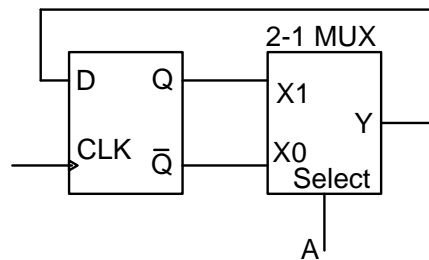 2-1 MUX
D Q X1
Y
CLK Q̅ X0
Select
A